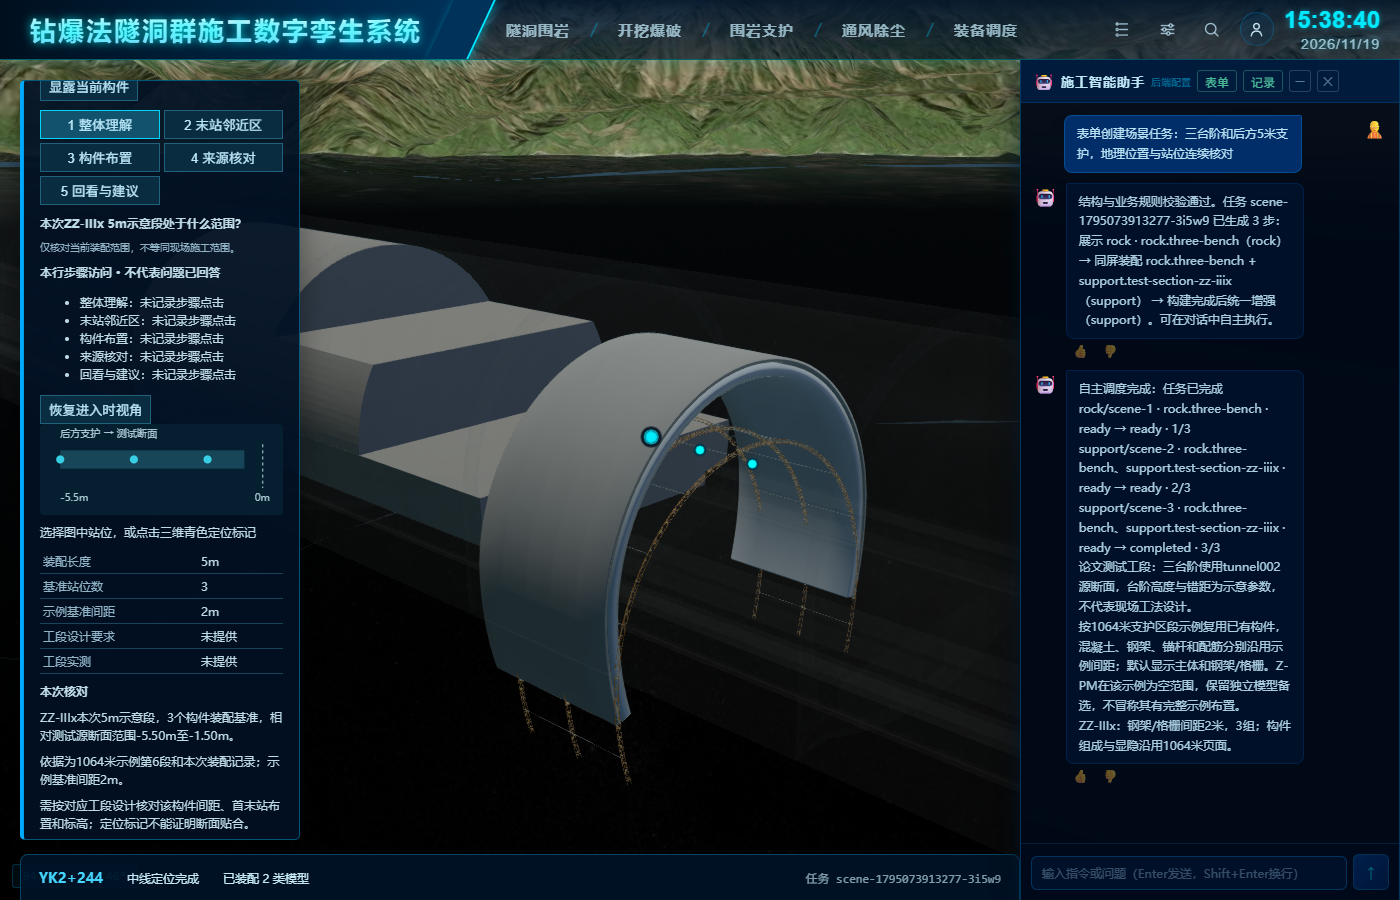 钻爆法隧洞群施工数字孪生系统
隧洞围岩 / 开挖爆破 / 围岩支护 / 通风除尘 / 装备调度
15:38:40
2026/11/19
显露当前构件
1 整体理解
2 末站邻近区
3 构件布置
4 来源核对
5 回看与建议
本次ZZ-IIIx 5m示意段处于什么范围?
仅核对当前装配范围，不等同现场施工范围。
本行步骤访问 • 不代表问题已回答
• 整体理解：未记录步骤点击
• 末站邻近区：未记录步骤点击
• 构件布置：未记录步骤点击
• 来源核对：未记录步骤点击
• 回看与建议：未记录步骤点击
恢复进入时视角
后方支护 → 测试断面
-5.5m
0m
选择图中站位，或点击三维青色定位标记
装配长度 5m
基准站位数 3
示例基准间距 2m
工段设计要求 未提供
工段实测 未提供
本次核对
ZZ-IIIx本次5m示意段，3个构件装配基准，相
对测试源断面范围-5.50m至-1.50m。
依据为1064米示例第6段和本次装配记录；示
例基准间距2m。
需按对应工段设计核对该构件间距、首末站布
置和标高；定位标记不能证明断面贴合。
YK2+244 中线定位完成 已装配 2 类模型
任务 scene-1795073913277-3i5w9
施工智能助手 后端配置 表单 记录
表单创建场景任务：三台阶和后方5米支
护，地理位置与站位连续核对
结构与业务规则校验通过。任务 scene-
1795073913277-3i5w9 已生成 3 步：
展示 rock · rock.three-bench（rock）
→ 同屏装配 rock.three-bench +
support.test-section-zz-iiix
（support） → 构建完成后统一增强
（support）。可在对话中自主执行。
自主调度完成：任务已完成
rock/scene-1 · rock.three-bench ·
ready → ready · 1/3
support/scene-2 · rock.three-
bench、support.test-section-zz-iiix ·
ready → ready · 2/3
support/scene-3 · rock.three-
bench、support.test-section-zz-iiix ·
ready → completed · 3/3
论文测试工段：三台阶使用tunnel002
源断面，台阶高度与错距为示意参数，
不代表现场工法设计。
按1064米支护区段示例复用已有构件，
混凝土、钢架、锚杆和配筋分别沿用示
例间距；默认显示主体和钢架/格栅。Z-
PM在该示例为空范围，保留独立模型备
选，不冒称其有完整示例布置。
ZZ-IIIx：钢架/格栅间距2米，3组；构件
组成与显隐沿用1064米页面。
输入指令或问题（Enter发送，Shift+Enter换行）